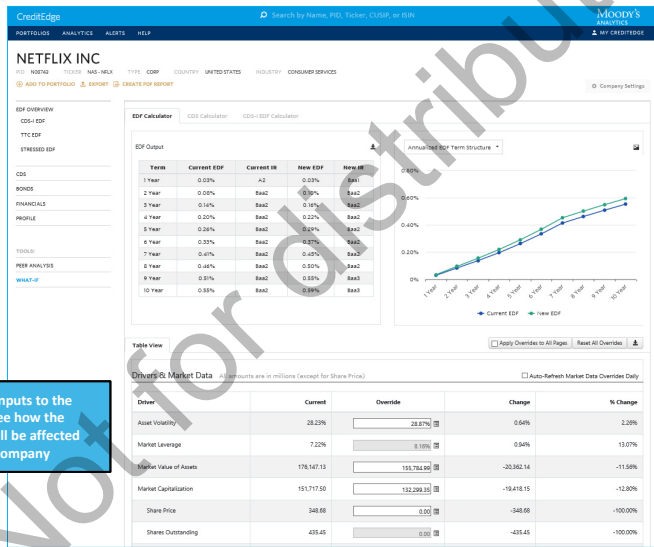 CreditEdge
Search by Name, PID, Ticker, CUSIP, or ISIN
MOODY'S
ANALYTICS
PORTFOLIOS ANALYTICS ALERTS HELP
MY CREDITEDGE
NETFLIX INC
PID N08743 TICKER NAS - NFLX TYPE CORP COUNTRY UNITED STATES INDUSTRY CONSUMER SERVICES
ADD TO PORTFOLIO EXPORT CREATE PDF REPORT
Company Settings
EDF OVERVIEW
CDS-I EDF
TTC EDF
STRESSED EDF
CDS
BONDS
FINANCIALS
PROFILE
TOOLS:
PEER ANALYSIS
WHAT-IF
EDF Calculator CDS Calculator CDS-I EDF Calculator
EDF Output
Term Current EDF Current IR New EDF New IR
1 Year 0.03% A2 0.03% Baa1
2 Year 0.08% Baa2 0.10% Baa2
3 Year 0.14% Baa2 0.16% Baa2
4 Year 0.20% Baa2 0.22% Baa2
5 Year 0.26% Baa2 0.29% Baa2
6 Year 0.33% Baa2 0.37% Baa2
7 Year 0.41% Baa2 0.45% Baa2
8 Year 0.46% Baa2 0.50% Baa2
9 Year 0.51% Baa2 0.55% Baa3
10 Year 0.55% Baa2 0.59% Baa3
Annualized EDF Term Structure
0.80%
0.60%
0.40%
0.20%
0%
1 Year 2 Year 3 Year 4 Year 5 Year 6 Year 7 Year 8 Year 9 Year 10 Year
Current EDF New EDF
Table View
Apply Overrides to All Pages Reset All Overrides
Drivers & Market Data All amounts are in millions (except for Share Price)
Auto-Refresh Market Data Overrides Daily
Driver Current Override Change % Change
Asset Volatility 28.23% 28.87% 0.64% 2.26%
Market Leverage 7.22% 8.16% 0.94% 13.07%
Market Value of Assets 176,147.13 155,784.99 -20,362.14 -11.56%
Market Capitalization 151,717.50 132,299.35 -19,418.15 -12.80%
Share Price 348.68 0.00 -348.68 -100.00%
Shares Outstanding 435.45 0.00 -435.45 -100.00%
nputs to the
ee how the
ll be affected
ompany
Not for distribut